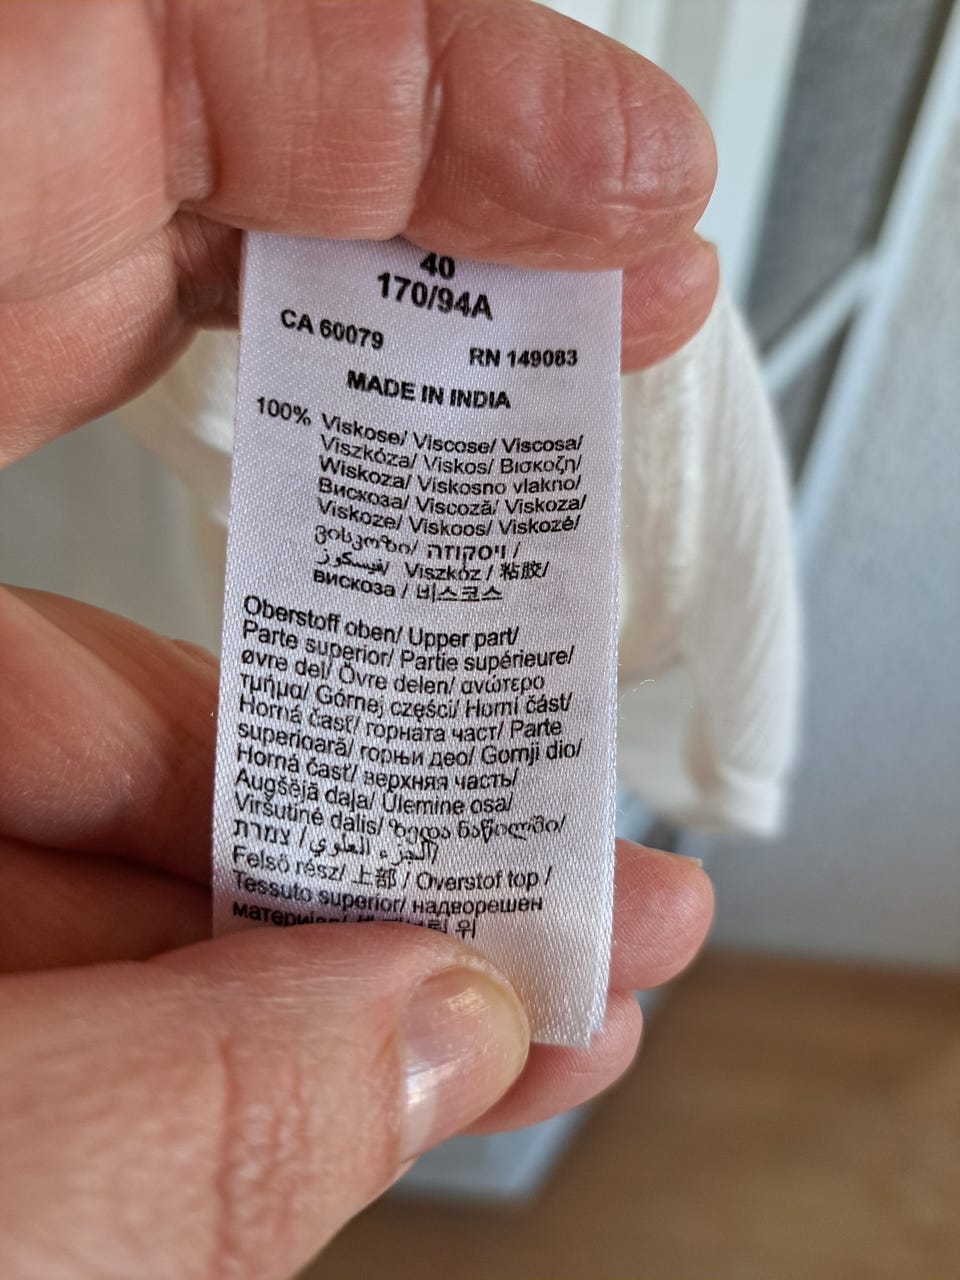 40
170/94A
CA 60079
RN 149083
MADE IN INDIA
100% Viskose/ Viscose/ Viscosa/
Viszkóza/ Viskos/ Βισκοζη/
Wiskoza/ Viskosno vlakno/
Вискоза/ Viscoză/ Viskoza/
Viskoze/ Viskoos/ Viskozė/
ვისკოზი/ ויסקוזה /
فيسكوز/ Viszkóz / 粘胶/
вискоза / 비스코스
Oberstoff oben/ Upper part/
Parte superior/ Partie supérieure/
øvre del/ Övre delen/ ανώτερο
τμήμα/ Górnej części/ Horní část/
Horná časť/ горната част/ Parte
superioară/ горњи део/ Gornji dio/
Horná časť/ верхняя часть/
Augšējā daļa/ Ülemine osa/
Viršutinė dalis/ ზედა ნაწილში/
צמרת / الجزء العلوي/
Felső rész/ 上部 / Overstof top /
Tessuto superior/ надворешен
위